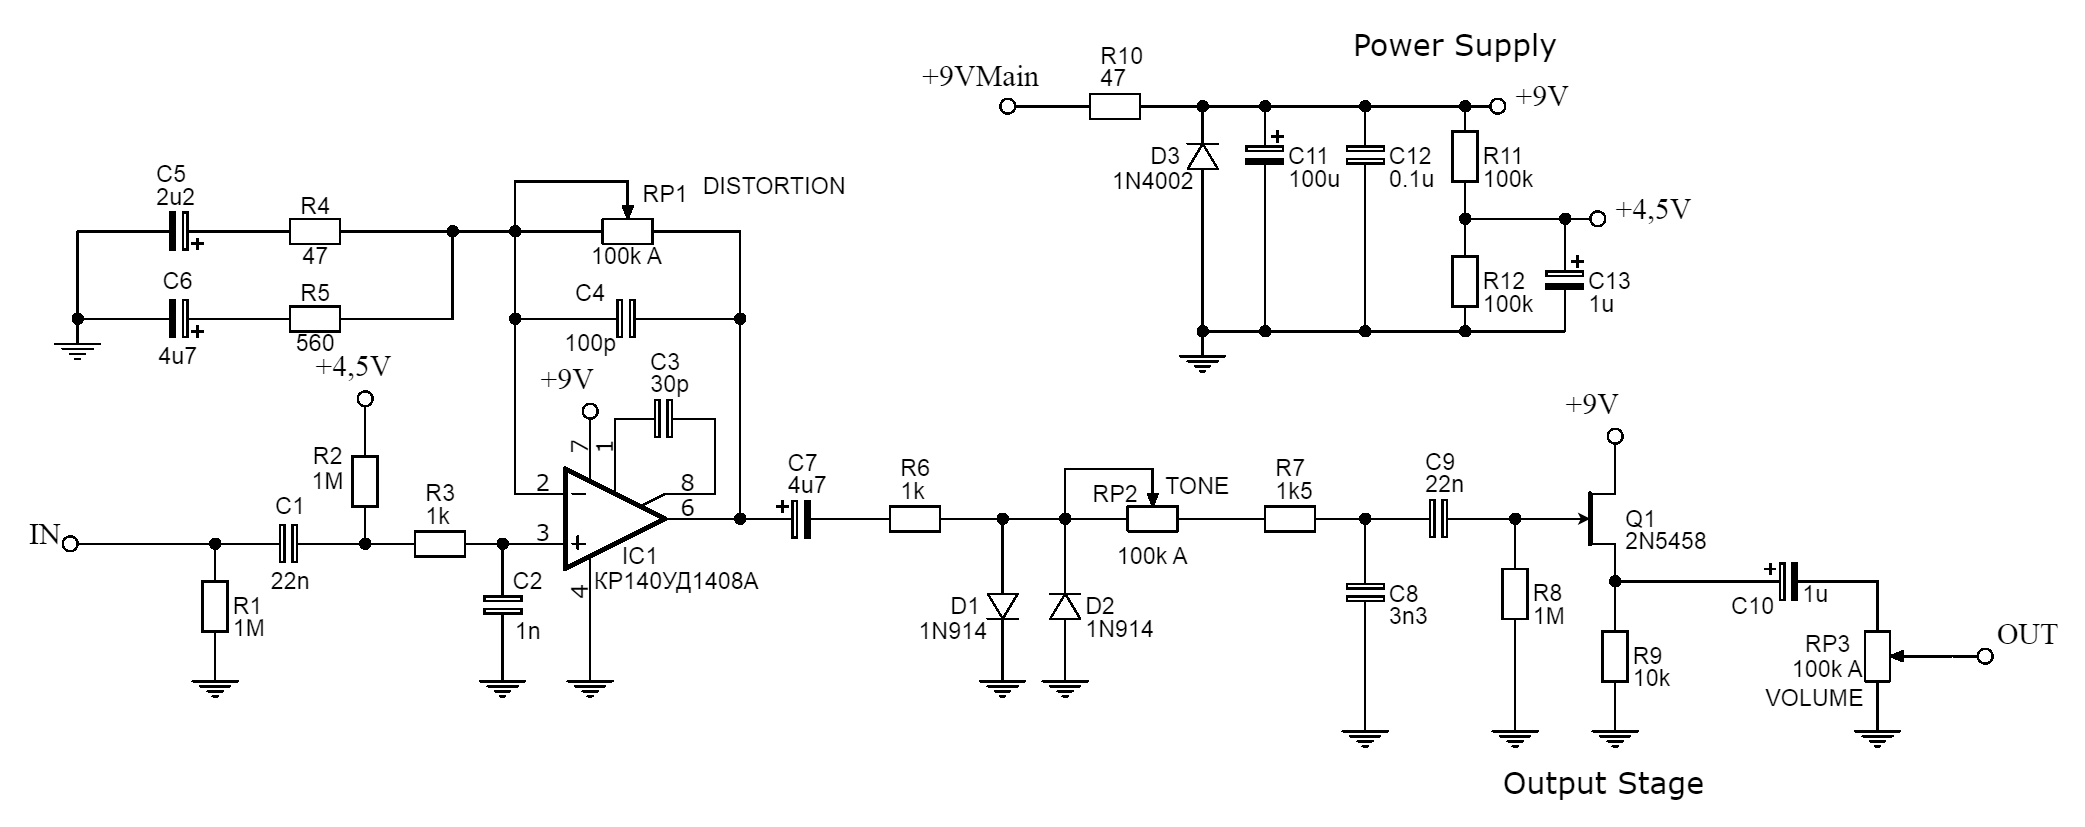 Power Supply
+9VMain
R10
47
+9V
D3
1N4002
C11
100u
C12
0.1u
R11
100k
+4,5V
R12
100k
C13
1u
C5
2u2
R4
47
RP1
DISTORTION
100k A
C6
4u7
R5
560
C4
100p
+4,5V
+9V
C3
30p
R2
1M
7
1
2
8
6
3
4
IN
C1
22n
R3
1k
R1
1M
C2
1n
IC1
КР140УД1408А
C7
4u7
R6
1k
RP2
TONE
100k A
R7
1k5
C9
22n
+9V
Q1
2N5458
D1
1N914
D2
1N914
C8
3n3
R8
1M
R9
10k
C10
1u
RP3
100k A
VOLUME
OUT
Output Stage